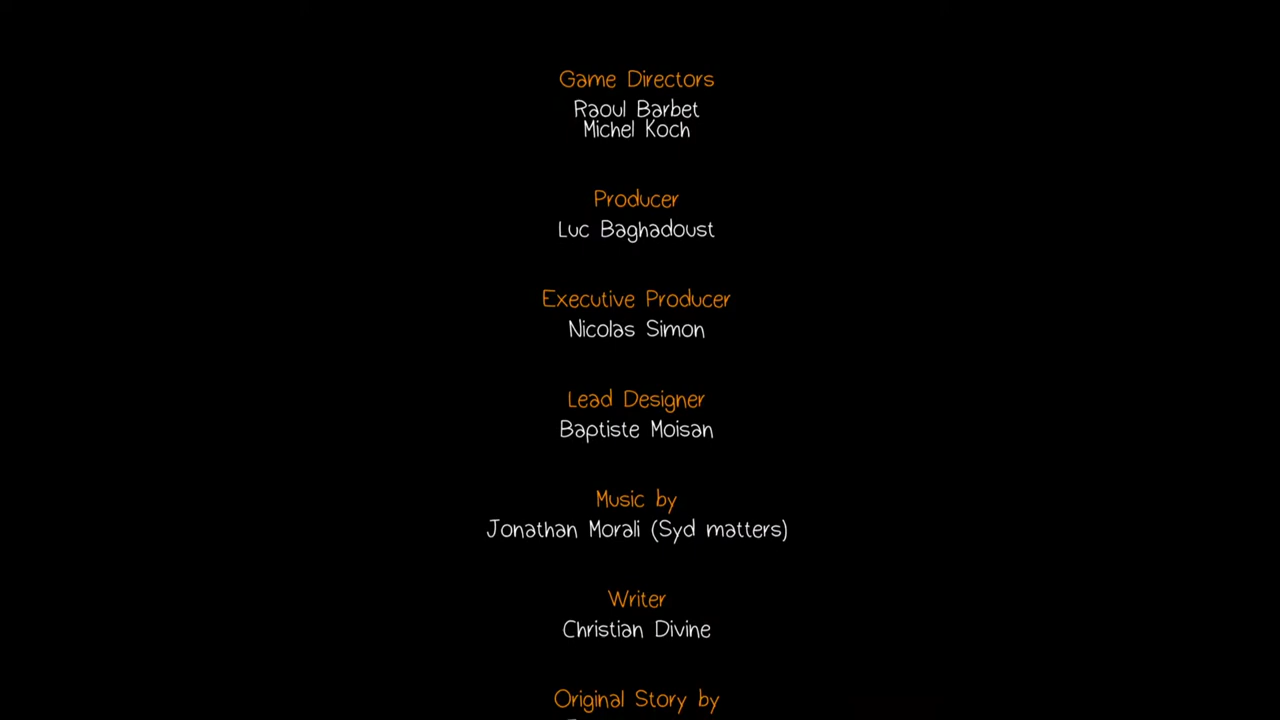 Game Directors
Raoul Barbet
Michel Koch
Producer
Luc Baghadoust
Executive Producer
Nicolas Simon
Lead Designer
Baptiste Moisan
Music by
Jonathan Morali (Syd matters)
Writer
Christian Divine
Original Story by